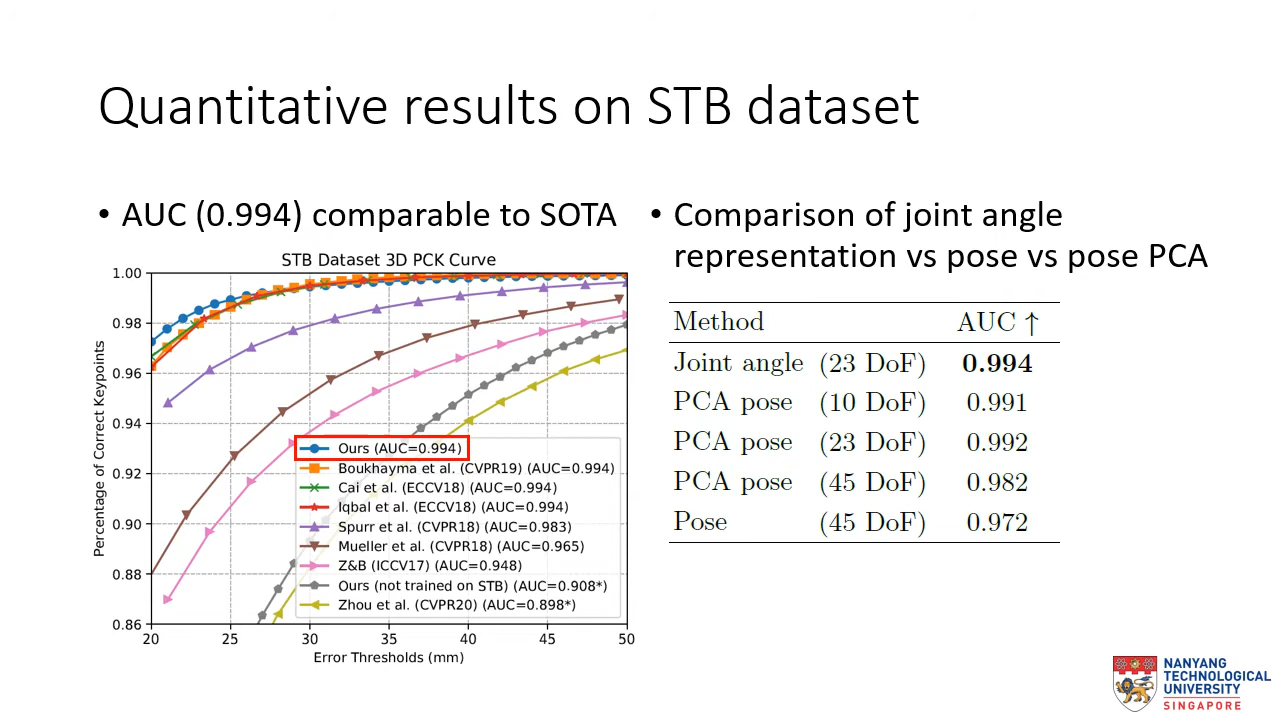 Quantitative results on STB dataset
• AUC (0.994) comparable to SOTA
STB Dataset 3D PCK Curve
Percentage of Correct Keypoints
1.00
0.98
0.96
0.94
0.92
0.90
0.88
0.86
Ours (AUC=0.994)
Boukhayma et al. (CVPR19) (AUC=0.994)
Cai et al. (ECCV18) (AUC=0.994)
Iqbal et al. (ECCV18) (AUC=0.994)
Spurr et al. (CVPR18) (AUC=0.983)
Mueller et al. (CVPR18) (AUC=0.965)
Z&B (ICCV17) (AUC=0.948)
Ours (not trained on STB) (AUC=0.908*)
Zhou et al. (CVPR20) (AUC=0.898*)
20 25 30 35 40 45 50
Error Thresholds (mm)
• Comparison of joint angle
representation vs pose vs pose PCA
Method AUC ↑
Joint angle (23 DoF) 0.994
PCA pose (10 DoF) 0.991
PCA pose (23 DoF) 0.992
PCA pose (45 DoF) 0.982
Pose (45 DoF) 0.972
NANYANG
TECHNOLOGICAL
UNIVERSITY
SINGAPORE